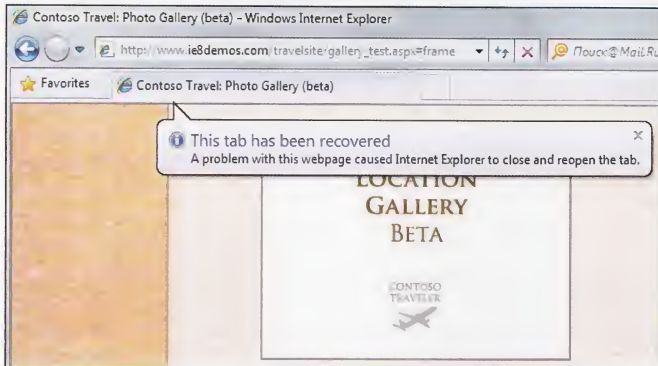 Contoso Travel: Photo Gallery (beta) - Windows Internet Explorer
http://www.ie8demos.com/travelsite/gallery_test.aspx=frame
Поиск@Mail.Ru
Favorites
Contoso Travel: Photo Gallery (beta)
This tab has been recovered
A problem with this webpage caused Internet Explorer to close and reopen the tab.
LOCATION
GALLERY
BETA
CONTOSO
TRAVELER